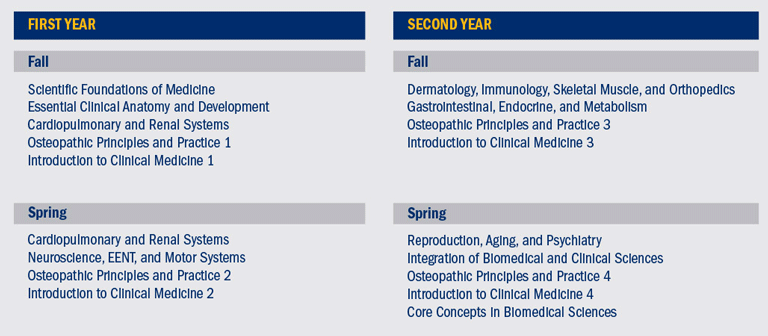 FIRST YEAR
Fall
Scientific Foundations of Medicine
Essential Clinical Anatomy and Development
Cardiopulmonary and Renal Systems
Osteopathic Principles and Practice 1
Introduction to Clinical Medicine 1
Spring
Cardiopulmonary and Renal Systems
Neuroscience, EENT, and Motor Systems
Osteopathic Principles and Practice 2
Introduction to Clinical Medicine 2
SECOND YEAR
Fall
Dermatology, Immunology, Skeletal Muscle, and Orthopedics
Gastrointestinal, Endocrine, and Metabolism
Osteopathic Principles and Practice 3
Introduction to Clinical Medicine 3
Spring
Reproduction, Aging, and Psychiatry
Integration of Biomedical and Clinical Sciences
Osteopathic Principles and Practice 4
Introduction to Clinical Medicine 4
Core Concepts in Biomedical Sciences